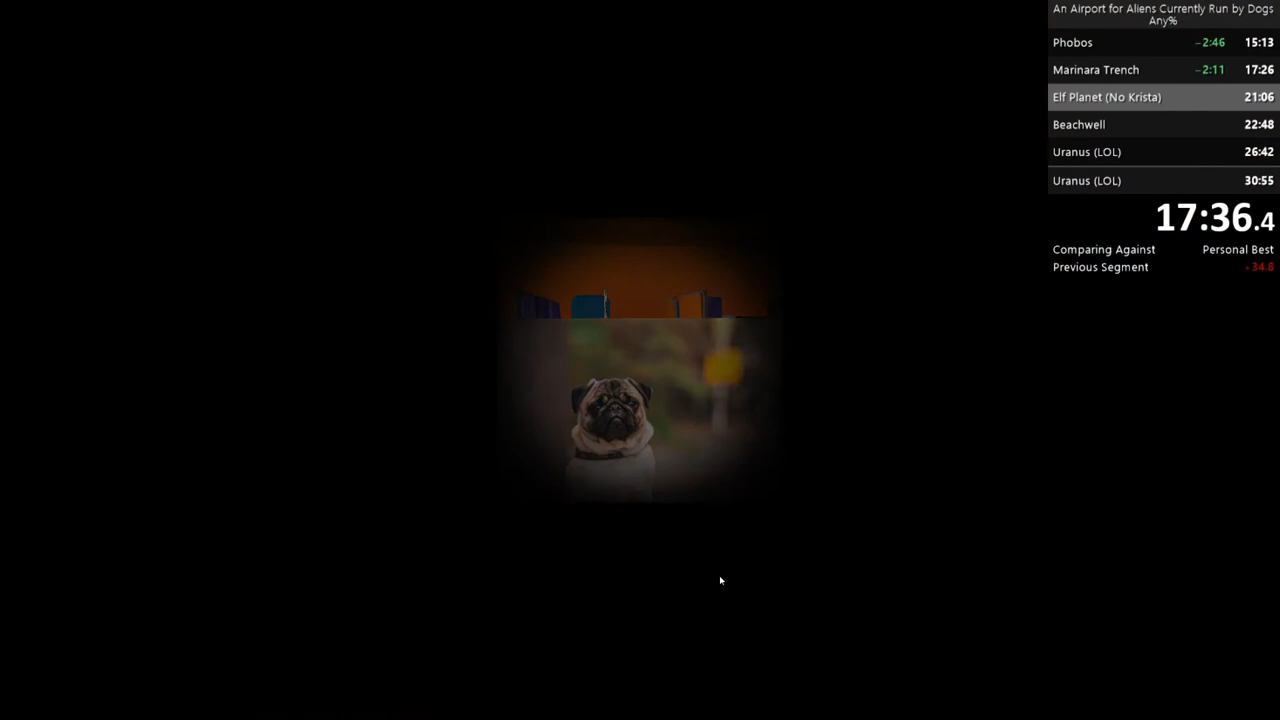 An Airport for Aliens Currently Run by Dogs
Any%
Phobos −2:46 15:13
Marinara Trench −2:11 17:26
Elf Planet (No Krista) 21:06
Beachwell 22:48
Uranus (LOL) 26:42
Uranus (LOL) 30:55
17:36.4
Comparing Against Personal Best
Previous Segment -34.8